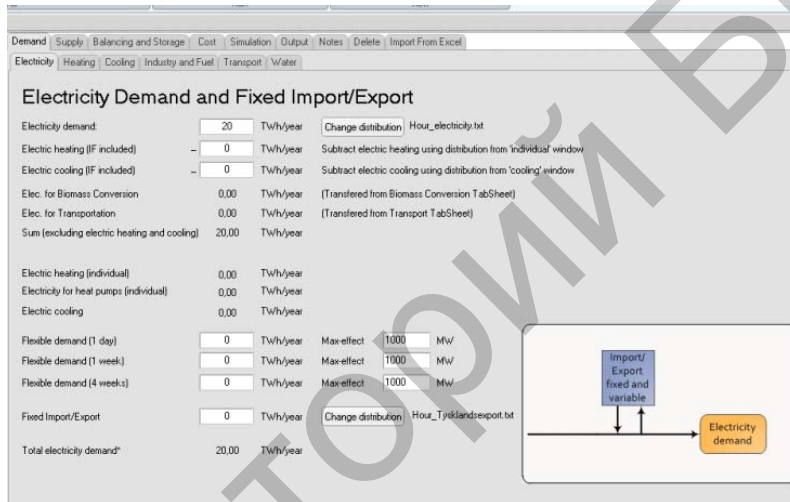 Demand Supply Balancing and Storage Cost Simulation Output Notes Delete Import From Excel
Electricity Heating Cooling Industry and Fuel Transport Water
Electricity Demand and Fixed Import/Export
Electricity demand: 20 TWh/year Change distribution Hour_electricity.txt
Electric heating (IF included) - 0 TWh/year Subtract electric heating using distribution from 'individual' window
Electric cooling (IF included) - 0 TWh/year Subtract electric cooling using distribution from 'cooling' window
Elec. for Biomass Conversion 0,00 TWh/year (Transfered from Biomass Conversion TabSheet)
Elec. for Transportation 0,00 TWh/year (Transfered from Transport TabSheet)
Sum (excluding electric heating and cooling) 20,00 TWh/year
Electric heating (individual) 0,00 TWh/year
Electricity for heat pumps (individual) 0,00 TWh/year
Electric cooling 0,00 TWh/year
Flexible demand (1 day) 0 TWh/year Max-effect 1000 MW
Flexible demand (1 week) 0 TWh/year Max-effect 1000 MW
Flexible demand (4 weeks) 0 TWh/year Max-effect 1000 MW
Fixed Import/Export 0 TWh/year Change distribution Hour_Tysklandsexport.txt
Total electricity demand* 20,00 TWh/year
Import/
Export
fixed and
variable
Electricity
demand